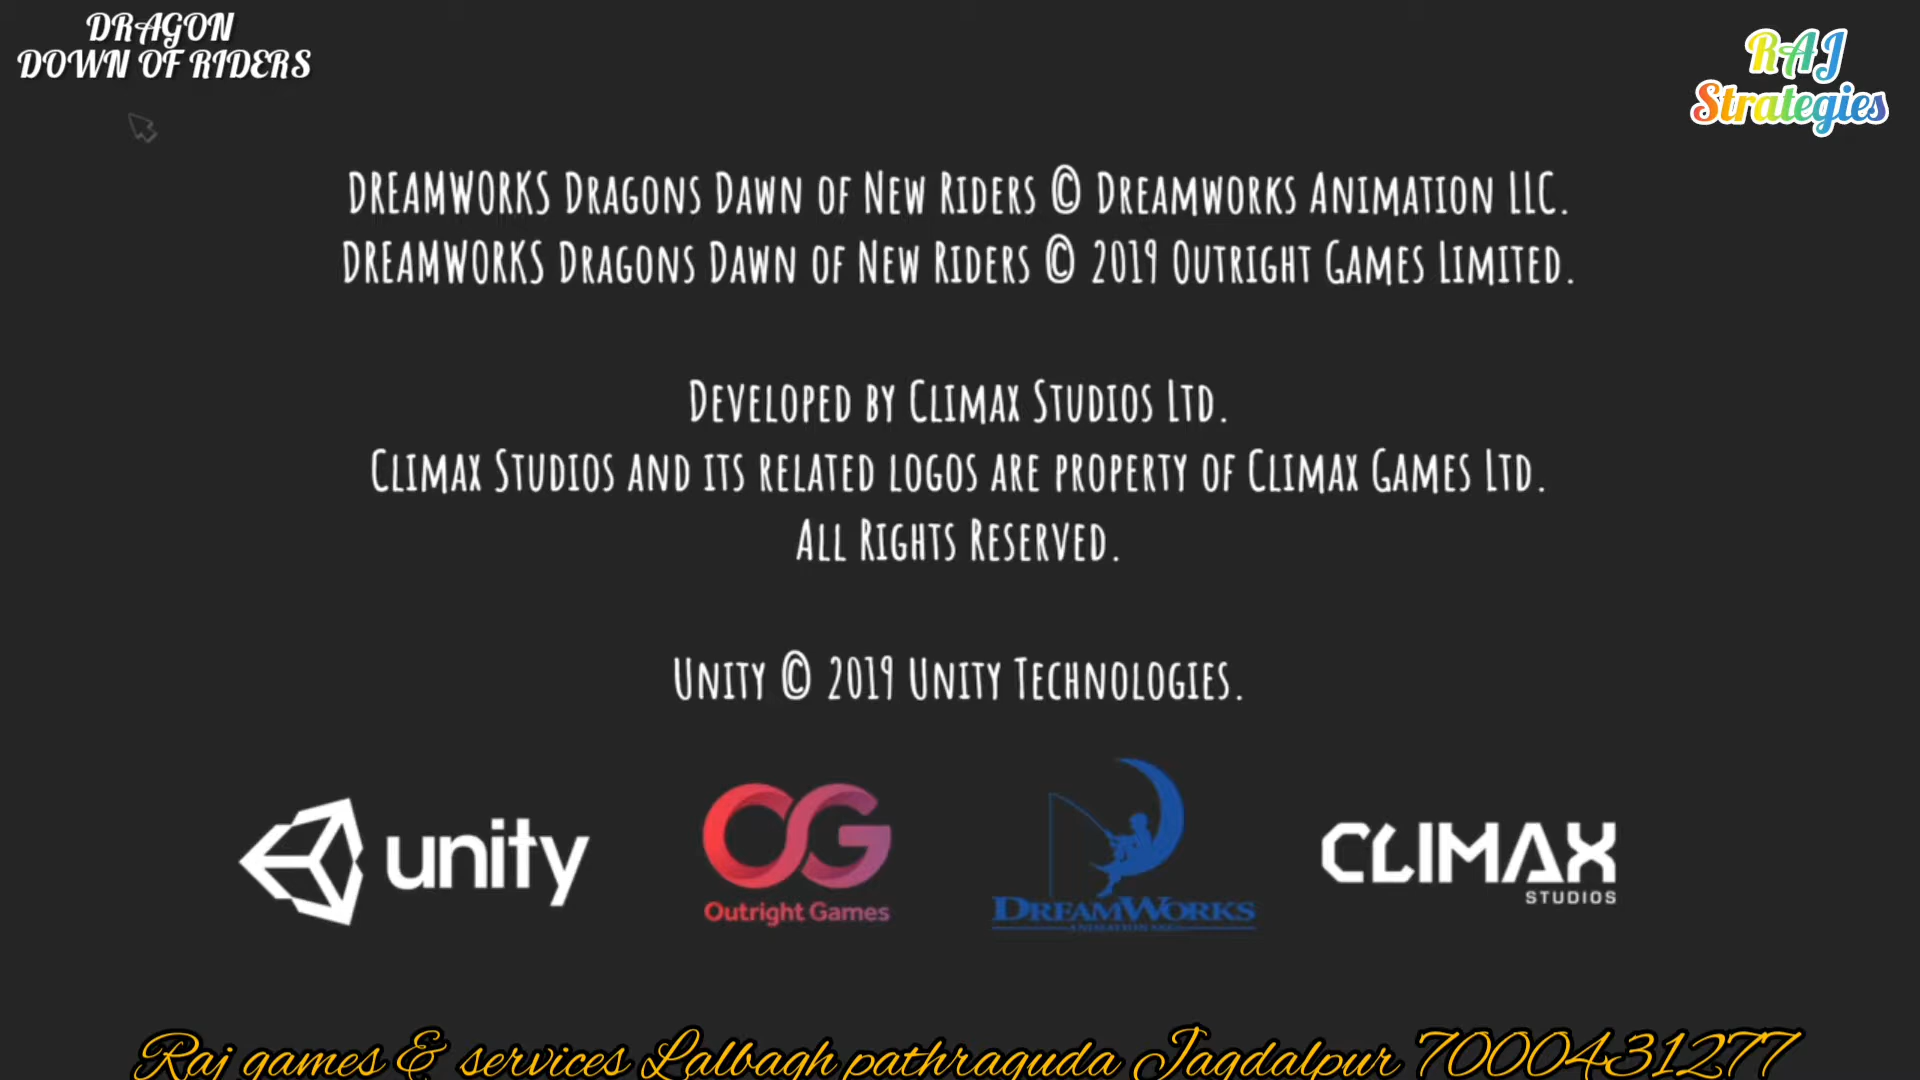 DRAGON
DOWN OF RIDERS
RAJ
Strategies
DREAMWORKS DRAGONS DAWN OF NEW RIDERS © DREAMWORKS ANIMATION LLC.
DREAMWORKS DRAGONS DAWN OF NEW RIDERS © 2019 OUTRIGHT GAMES LIMITED.
DEVELOPED BY CLIMAX STUDIOS LTD.
CLIMAX STUDIOS AND ITS RELATED LOGOS ARE PROPERTY OF CLIMAX GAMES LTD.
ALL RIGHTS RESERVED.
UNITY © 2019 UNITY TECHNOLOGIES.
unity
OG
Outright Games
DREAMWORKS
CLIMAX
STUDIOS
Raj games & services Lalbagh pathraguda Jagdalpur 7000431277